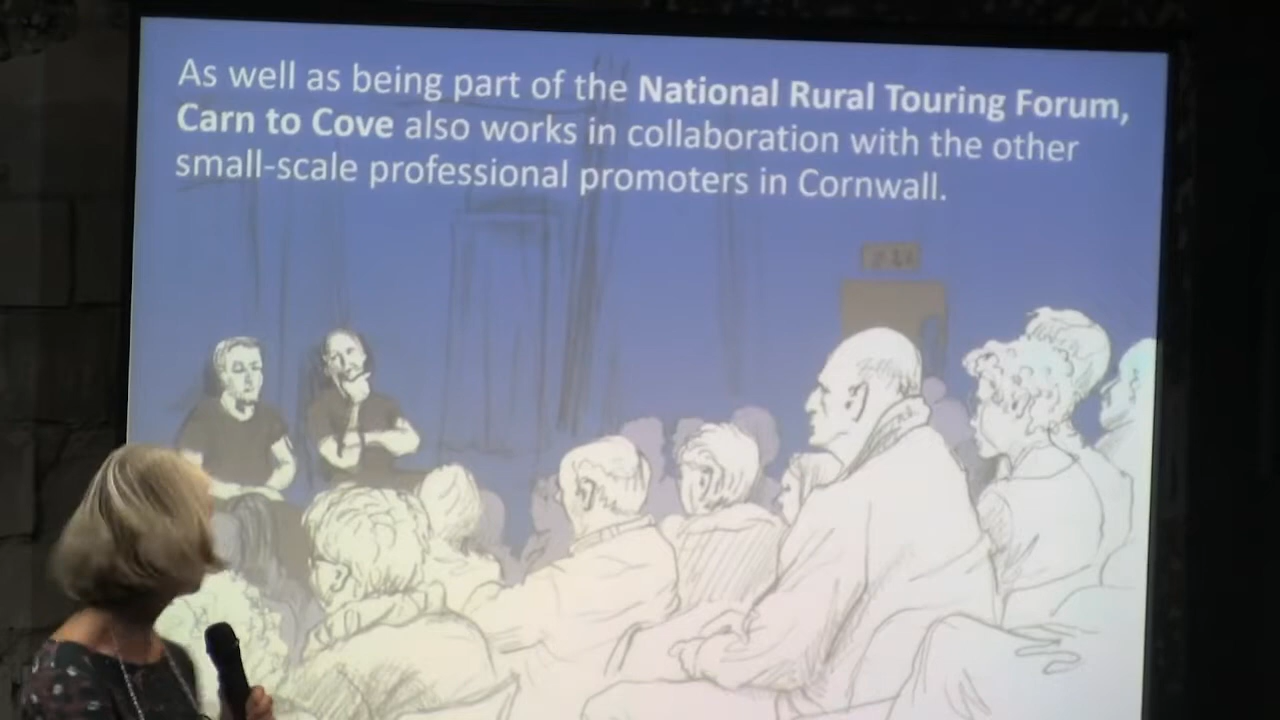 As well as being part of the National Rural Touring Forum,
Carn to Cove also works in collaboration with the other
small-scale professional promoters in Cornwall.